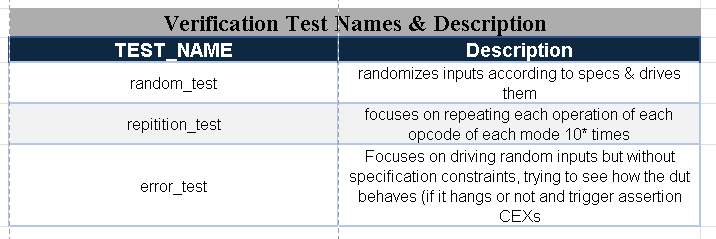 Verification Test Names & Description
TEST_NAME
Description
random_test
randomizes inputs according to specs & drives
them
repitition_test
focuses on repeating each operation of each
opcode of each mode 10* times
error_test
Focuses on driving random inputs but without
specification constraints, trying to see how the dut
behaves (if it hangs or not and trigger assertion
CEXs